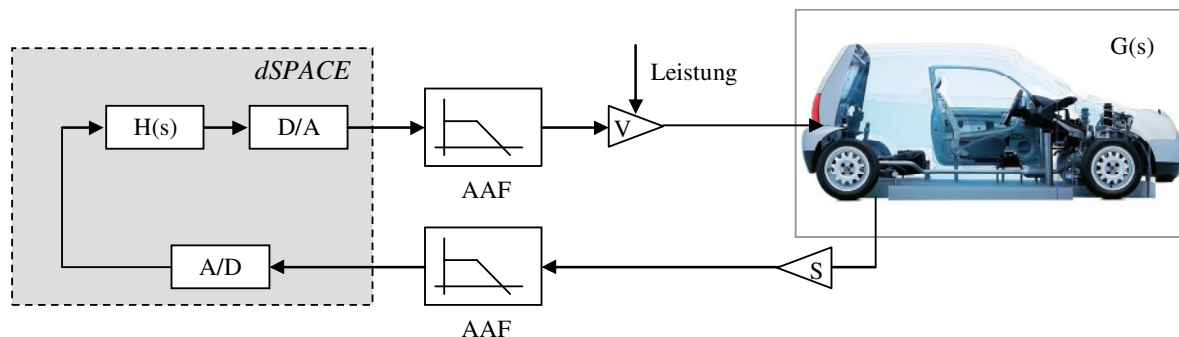 dSPACE
H(s)
D/A
AAF
V
Leistung
G(s)
A/D
AAF
S